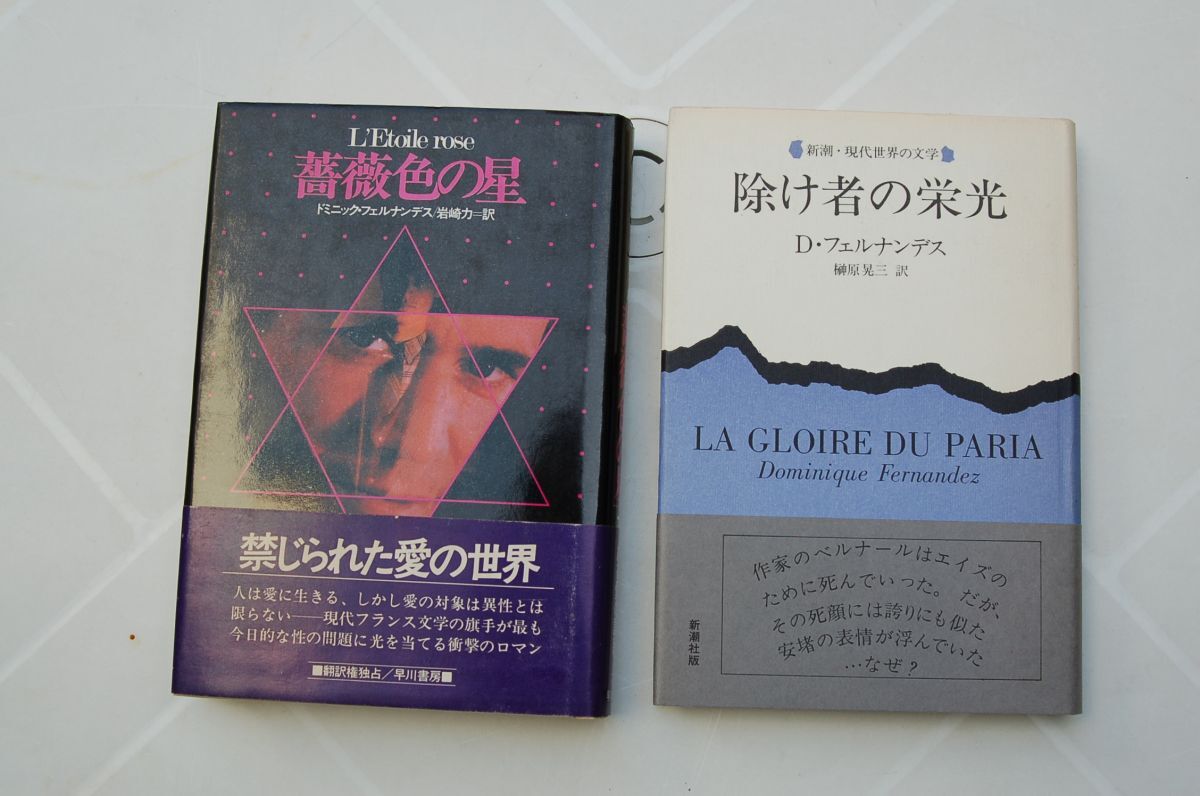 L'Etoile rose
薔薇色の星
ドミニック・フェルナンデス/岩崎力=訳
禁じられた愛の世界
人は愛に生きる、しかし愛の対象は異性とは
限らない——現代フランス文学の旗手が最も
今日的な性の問題に光を当てる衝撃のロマン
■翻訳権独占/早川書房■
新潮・現代世界の文学
除け者の栄光
D・フェルナンデス
榊原晃三 訳
LA GLOIRE DU PARIA
Dominique Fernandez
作家のベルナールはエイズの
ために死んでいった。だが、
その死顔には誇りにも似た
安堵の表情が浮んでいた
…なぜ?
新潮社版